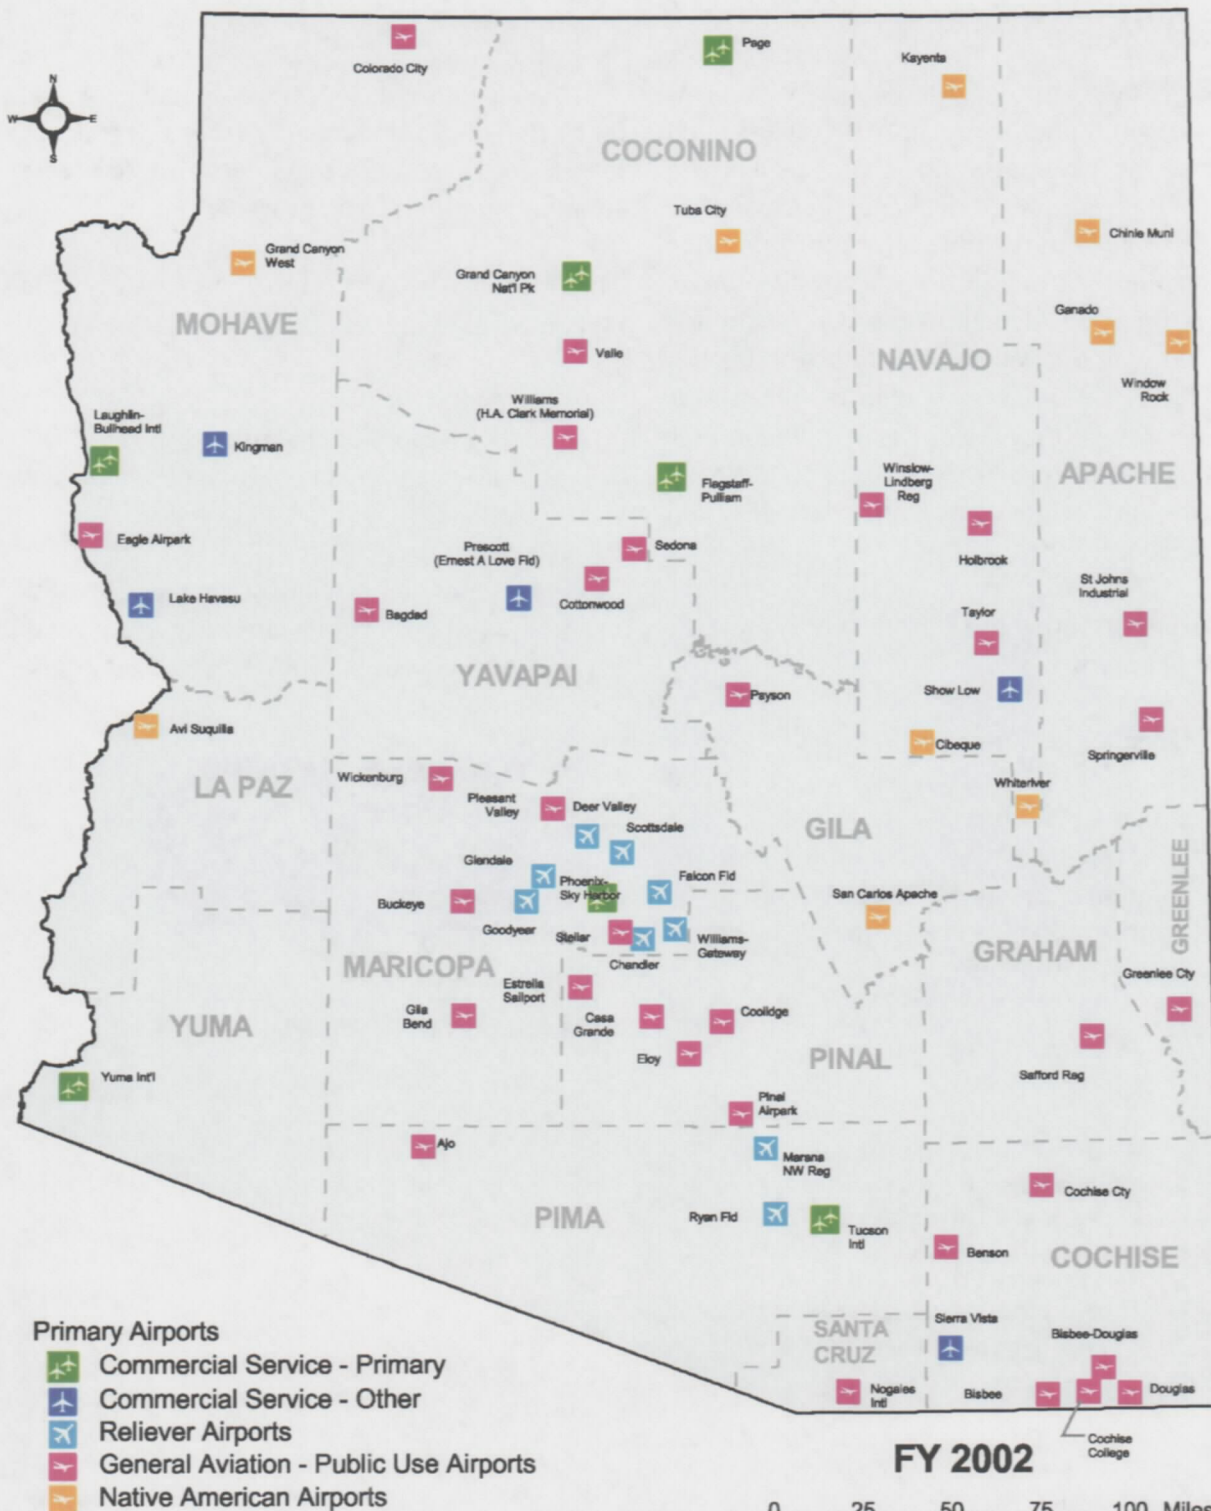 Colorado City
Page
Kayenta
N
W
E
S
COCONINO
Tuba City
Chinle Muni
Grand Canyon
West
Grand Canyon
Nat'l Pk
MOHAVE
Ganado
Valle
NAVAJO
Window
Rock
Williams
(H.A. Clark Memorial)
Laughlin-
Bullhead Intl
Kingman
Flagstaff-
Pulliam
Winslow-
Lindberg
Reg
APACHE
Eagle Airpark
Prescott
(Ernest A Love Fld)
Sedona
Holbrook
St Johns
Industrial
Lake Havasu
Bagdad
Cottonwood
Taylor
YAVAPAI
Payson
Show Low
Avi Suquilla
Cibeque
Springerville
LA PAZ
Wickenburg
Pleasant
Valley
Deer Valley
Scottsdale
GILA
Whiteriver
GREENLEE
Glendale
Phoenix-
Sky Harbor
Falcon Fld
San Carlos Apache
Buckeye
Goodyear
Stellar
Williams-
Gateway
Chandler
MARICOPA
GRAHAM
Estrella
Sailport
Greenlee Cty
YUMA
Gila
Bend
Casa
Grande
Coolidge
Eloy
PINAL
Safford Reg
Yuma Int'l
Pinal
Airpark
Ajo
Marana
NW Reg
Cochise Cty
PIMA
Ryan Fld
Tucson
Intl
Benson
COCHISE
SANTA
CRUZ
Sierra Vista
Bisbee-Douglas
Nogales
Intl
Bisbee
Douglas
Cochise
College
Primary Airports
Commercial Service - Primary
Commercial Service - Other
Reliever Airports
General Aviation - Public Use Airports
Native American Airports
FY 2002
0 25 50 75 100 Miles